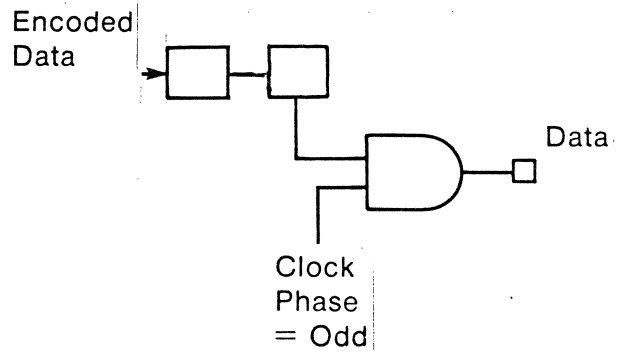 Encoded
Data
Data
Clock
Phase
= Odd